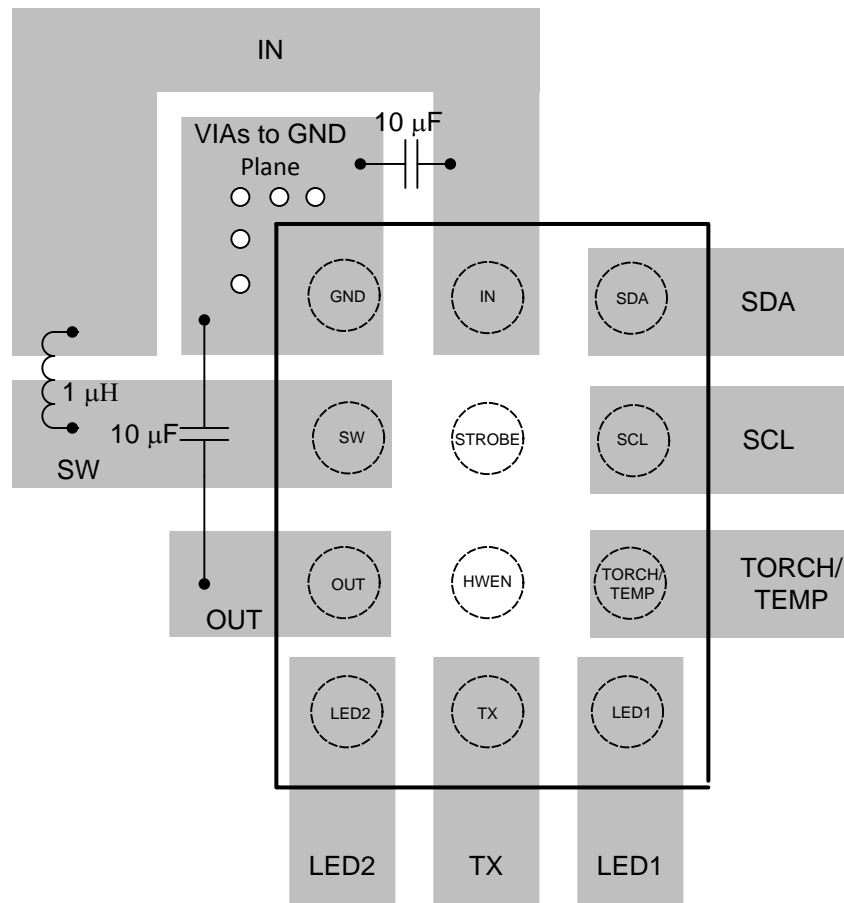 IN
VIAs to GND
Plane
10 μF
GND
IN
SDA
SDA
1 μH
10 μF
SW
SW
STROBE
SCL
SCL
OUT
OUT
HWEN
TORCH/
TEMP
TORCH/
TEMP
LED2
TX
LED1
LED2
TX
LED1